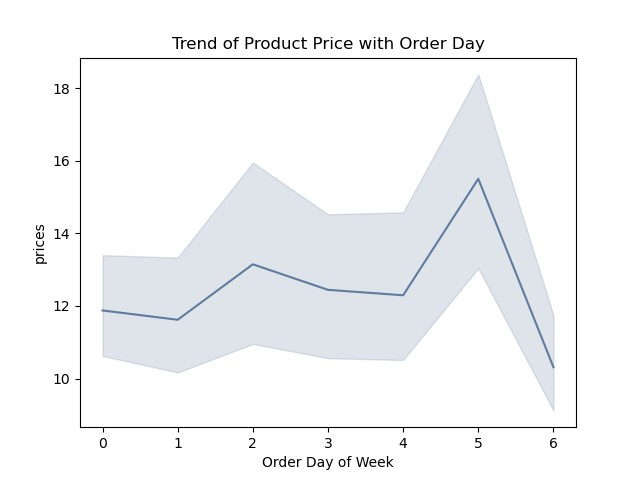 Trend of Product Price with Order Day
prices
18
16
14
12
10
0 1 2 3 4 5 6
Order Day of Week